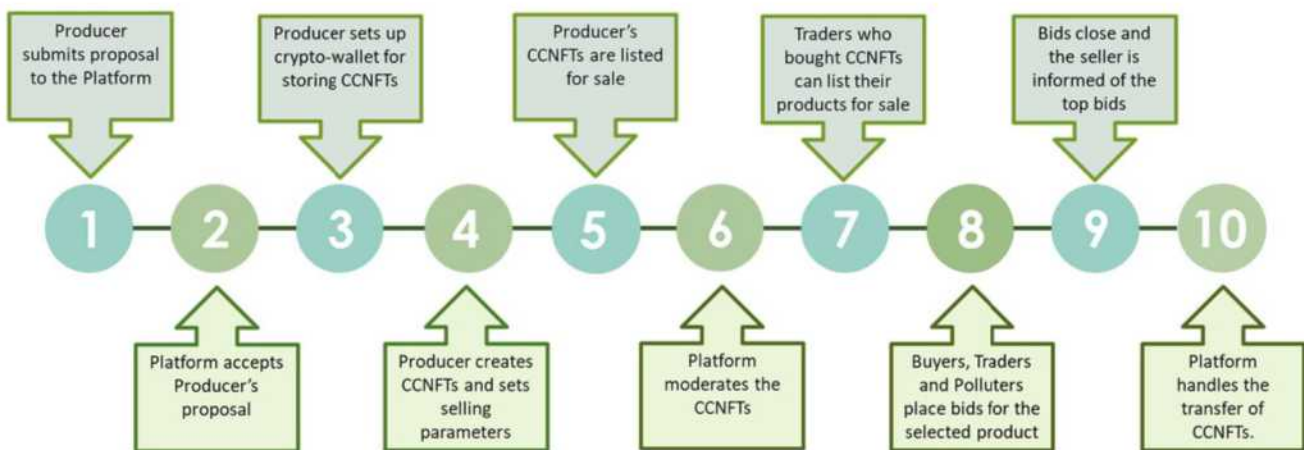 Producer
submits proposal
to the Platform
Producer sets up
crypto-wallet for
storing CCNFTs
Producer's
CCNFTs are listed
for sale
Traders who
bought CCNFTs
can list their
products for sale
Bids close and
the seller is
informed of the
top bids
1
2
3
4
5
6
7
8
9
10
Platform accepts
Producer's
proposal
Producer creates
CCNFTs and sets
selling
parameters
Platform
moderates the
CCNFTs
Buyers, Traders
and Polluters
place bids for the
selected product
Platform
handles the
transfer of
CCNFTs.